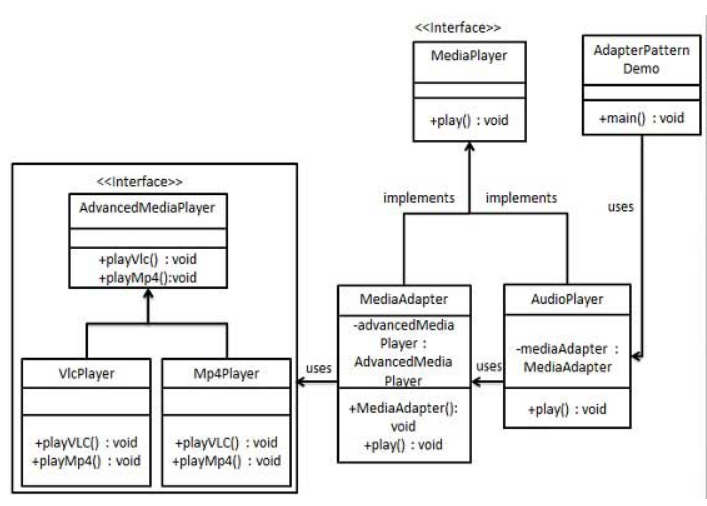 <<Interface>>
MediaPlayer
+play() : void
AdapterPattern
Demo
+main() : void
implements
implements
uses
<<Interface>>
AdvancedMediaPlayer
+playVlc() : void
+playMp4():void
VlcPlayer
+playVLC() : void
+playMp4() : void
Mp4Player
+playVLC() : void
+playMp4() : void
uses
MediaAdapter
-advancedMedia
Player :
AdvancedMedia
Player
+MediaAdapter():
void
+play() : void
uses
AudioPlayer
-mediaAdapter :
MediaAdapter
+play() : void